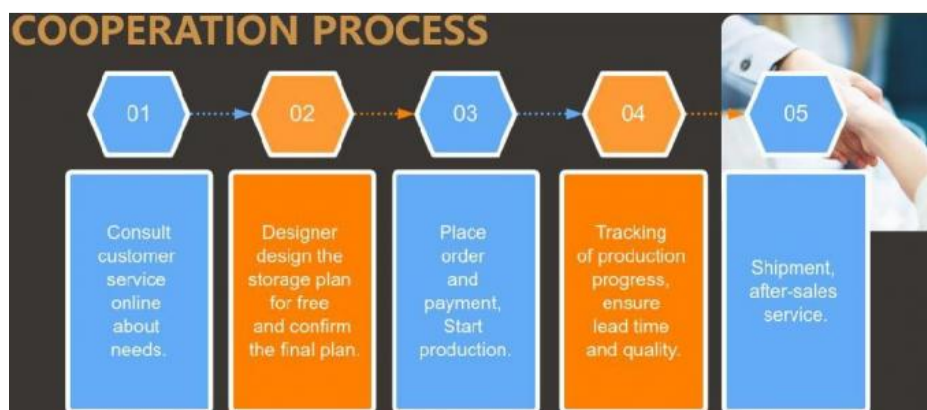 COOPERATION PROCESS
01
02
03
04
05
Consult
customer
service
online
about
needs.
Designer
design the
storage plan
for free
and confirm
the final plan.
Place
order
and
payment,
Start
production.
Tracking
of production
progress,
ensure
lead time
and quality.
Shipment,
after-sales
service.